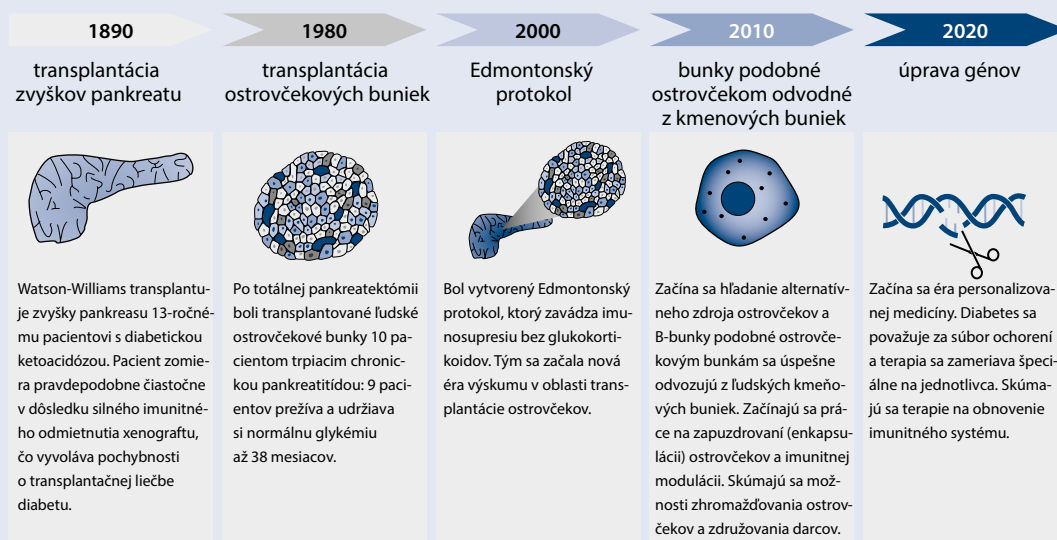 1890
transplantácia
zvyškov pankreatu
Watson-Williams transplantu-
je zvyšky pankreasu 13-ročné-
mu pacientovi s diabetickou
ketoacidózou. Pacient zomie-
ra pravdepodobne čiastočne
v dôsledku silného imunitné-
ho odmietnutia xenograftu,
čo vyvoláva pochybnosti
o transplantačnej liečbe
diabetu.
1980
transplantácia
ostrovčekových buniek
Po totálnej pankreatektómii
boli transplantované ľudské
ostrovčekové bunky 10 pa-
cientom trpiacim chronic-
kou pankreatitídou: 9 paci-
entov prežíva a udržiava
si normálnu glykémiu
až 38 mesiacov.
2000
Edmontonský
protokol
Bol vytvorený Edmontonský
protokol, ktorý zavádza imu-
nosupresiu bez glukokorti-
koidov. Tým sa začala nová
éra výskumu v oblasti trans-
plantácie ostrovčekov.
2010
bunky podobné
ostrovčekom odvodné
z kmenových buniek
Začína sa hľadanie alternatív-
neho zdroja ostrovčekov a
B-bunky podobné ostrovče-
kovým bunkám sa úspešne
odvozujú z ľudských kmeňo-
vých buniek. Začínajú sa prá-
ce na zapuzdrovaní (enkapsu-
lácii) ostrovčekov a imunitnej
modulácii. Skúmajú sa mož-
nosti zhromažďovania ostrov-
čekov a združovania darcov.
2020
úprava génov
Začína sa éra personalizova-
nej medicíny. Diabetes sa
považuje za súbor ochorení
a terapia sa zameriava špeci-
álne na jednotlivca. Skúma-
jú sa terapie na obnovenie
imunitného systému.